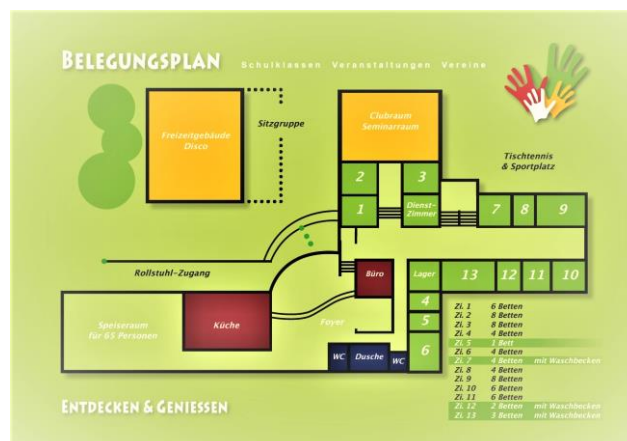 BELEGUNGSPLAN
Schulklassen Veranstaltungen Vereine
Freizeitgebäude
Disco
Sitzgruppe
Clubraum
Seminarraum
Tischtennis
& Sportplatz
2
3
1
Dienst-
Zimmer
7
8
9
Rollstuhl-Zugang
Büro
Lager
13
12
11
10
4
5
6
Speiseraum
für 65 Personen
Küche
Foyer
WC
Dusche
WC
Zi. 1 6 Betten
Zi. 2 8 Betten
Zi. 3 8 Betten
Zi. 4 4 Betten
Zi. 5 1 Bett
Zi. 6 4 Betten
Zi. 7 4 Betten mit Waschbecken
Zi. 8 4 Betten
Zi. 9 8 Betten
Zi. 10 6 Betten
Zi. 11 6 Betten
Zi. 12 2 Betten mit Waschbecken
Zi. 13 3 Betten mit Waschbecken
ENTDECKEN & GENIESSEN